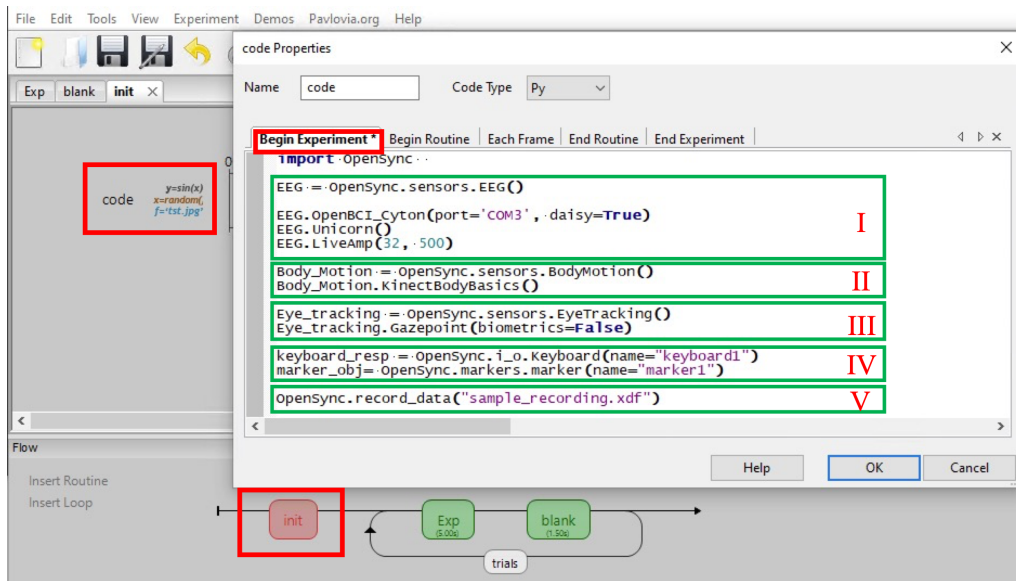 File Edit Tools View Experiment Demos Pavlovia.org Help
code Properties
Exp blank init
Name code Code Type Py
Begin Experiment * Begin Routine Each Frame End Routine End Experiment
import OpenSync
EEG = OpenSync.sensors.EEG()
EEG.OpenBCI_Cyton(port='COM3', daisy=True)
EEG.Unicorn()
EEG.LiveAmp(32, 500)
I
Body_Motion = OpenSync.sensors.BodyMotion()
Body_Motion.KinectBodyBasics()
II
Eye_tracking = OpenSync.sensors.EyeTracking()
Eye_tracking.Gazepoint(biometrics=False)
III
keyboard_resp = OpenSync.i_o.Keyboard(name="keyboard1")
marker_obj= OpenSync.markers.marker(name="marker1")
IV
OpenSync.record_data("sample_recording.xdf")
V
code
y=sin(x)
x=random(,
f='tst.jpg'
0
Help OK Cancel
Flow
Insert Routine
Insert Loop
init
Exp
(5.00s)
blank
(1.50s)
trials